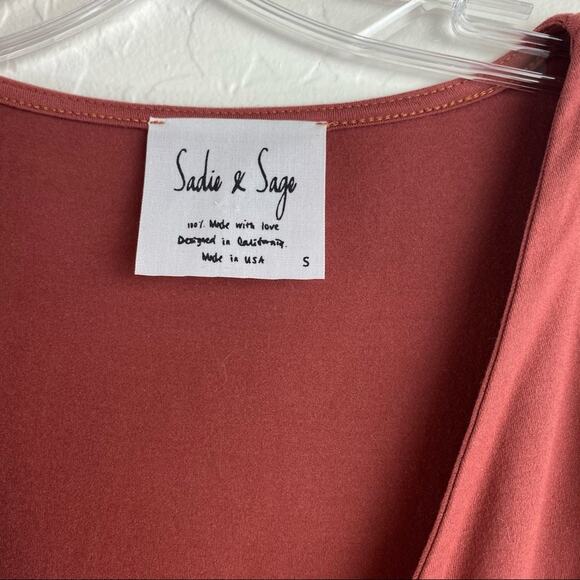 Sadie & Sage
100% Made with love
Designed in California.
Made in USA
S